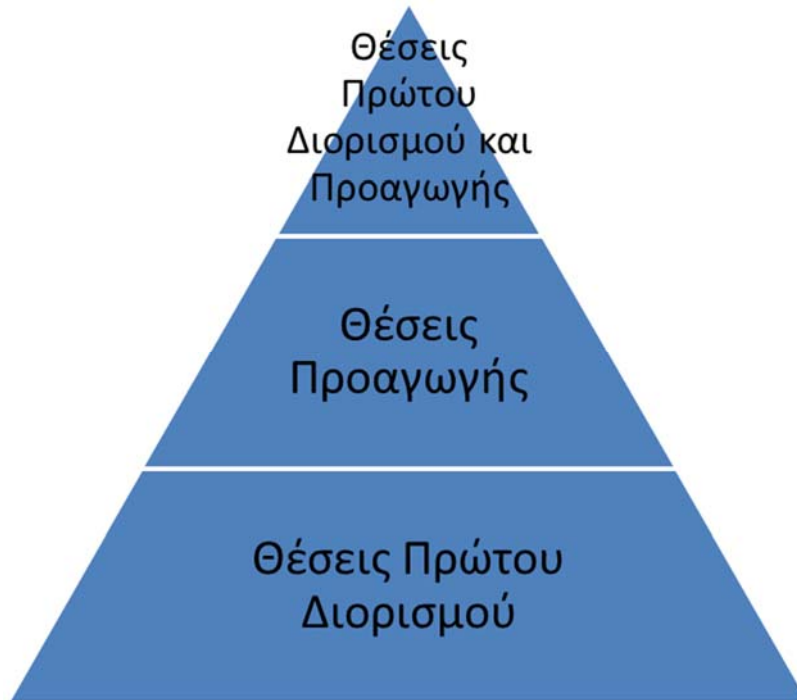 Θέσεις
Πρώτου
Διορισμού και
Προαγωγής
Θέσεις
Προαγωγής
Θέσεις Πρώτου
Διορισμού